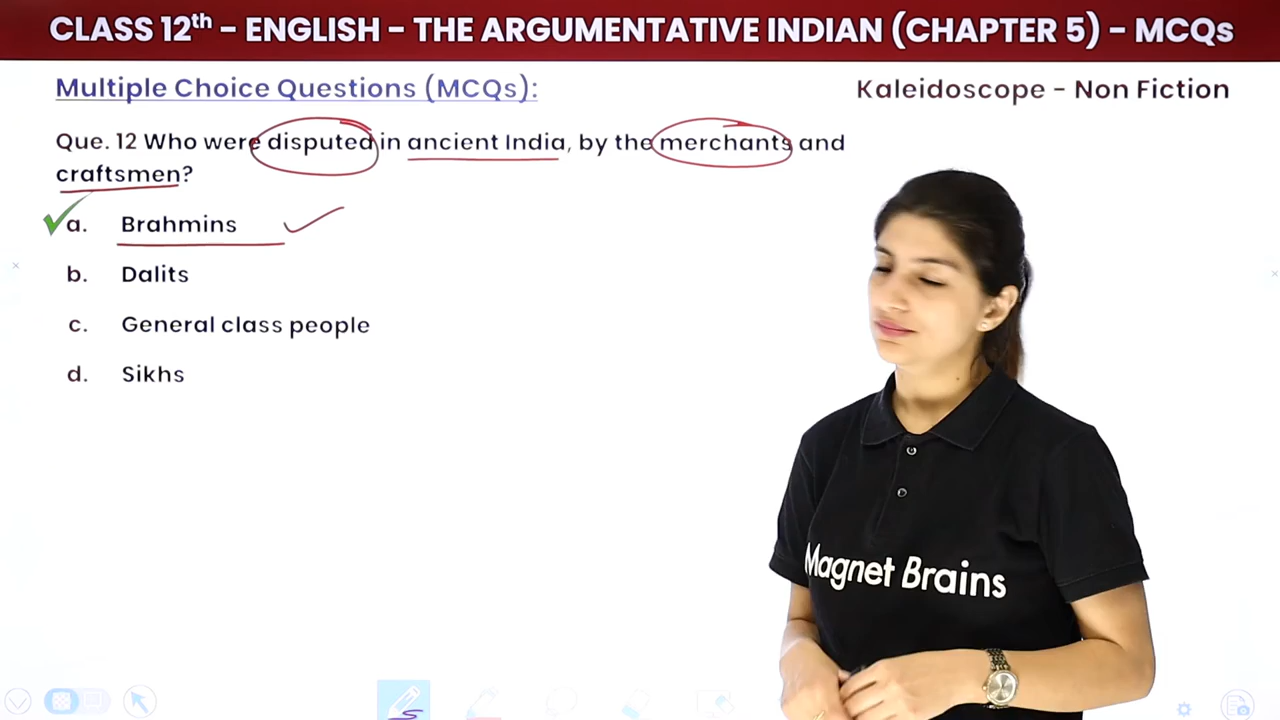 CLASS 12th – ENGLISH – THE ARGUMENTATIVE INDIAN (CHAPTER 5) – MCQs
Multiple Choice Questions (MCQs):
Kaleidoscope - Non Fiction
Que. 12 Who were disputed in ancient India, by the merchants and
craftsmen?
a. Brahmins
b. Dalits
c. General class people
d. Sikhs
Magnet Brains